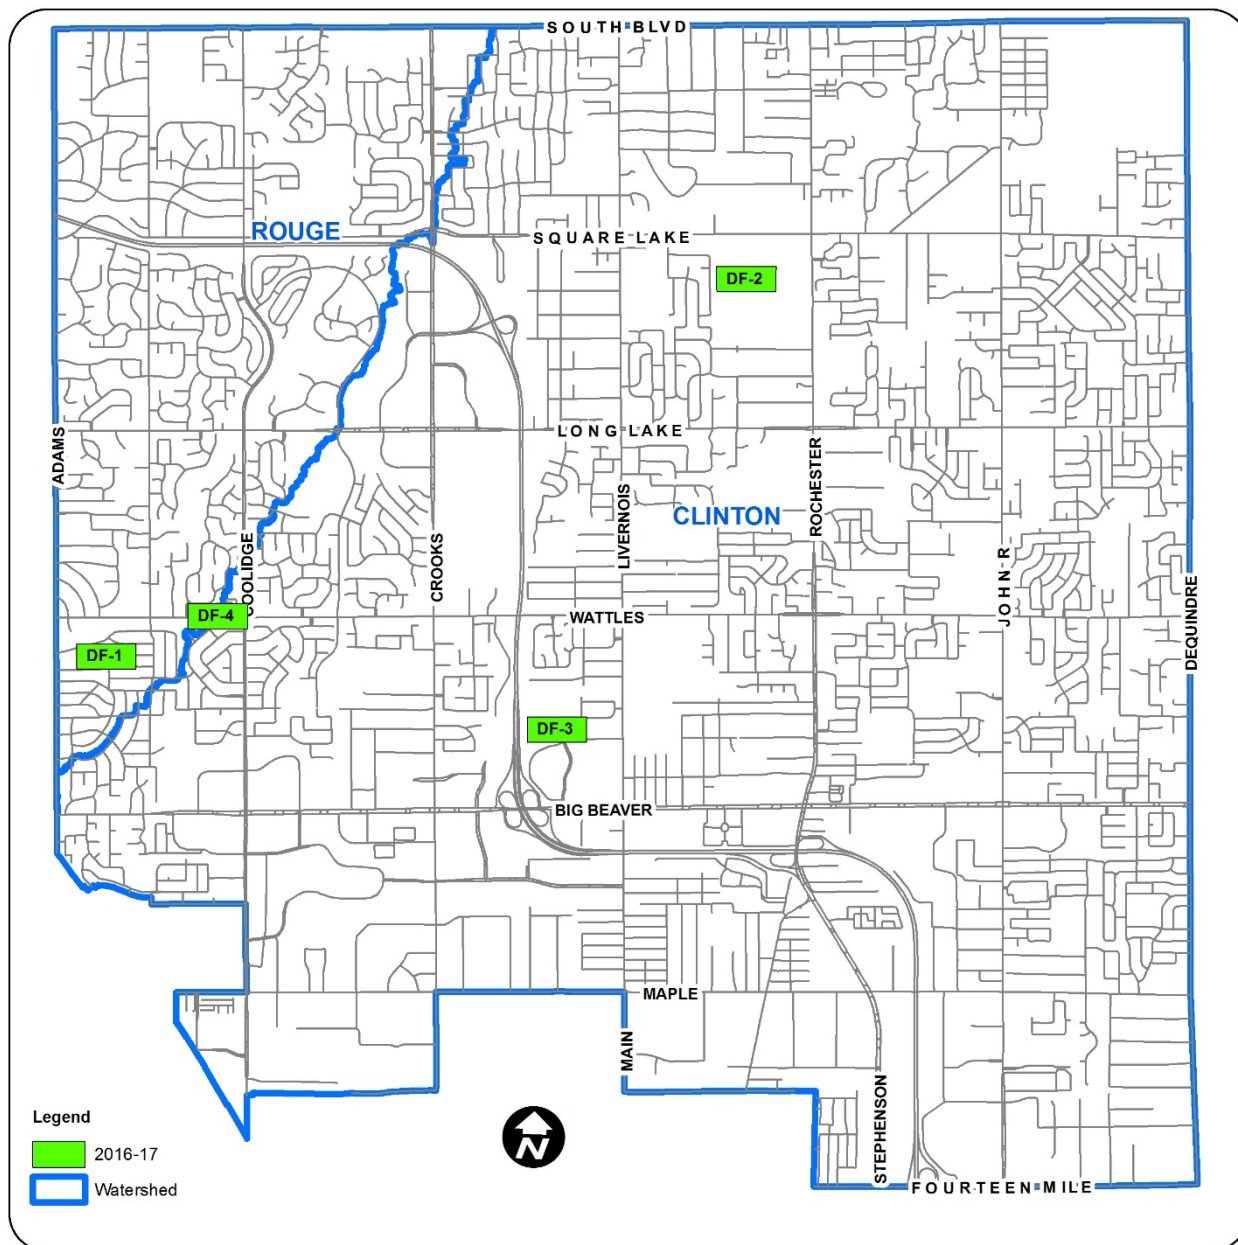 SOUTH BLVD
ROUGE
SQUARE LAKE
DF-2
ADAMS
LONG LAKE
ROCHESTER
LIVERNOIS
CLINTON
COOLIDGE
CROOKS
JOHN R
DEQUINDRE
DF-4
WATTLES
DF-1
DF-3
BIG BEAVER
MAPLE
MAIN
STEPHENSON
FOURTEEN MILE
N
Legend
2016-17
Watershed